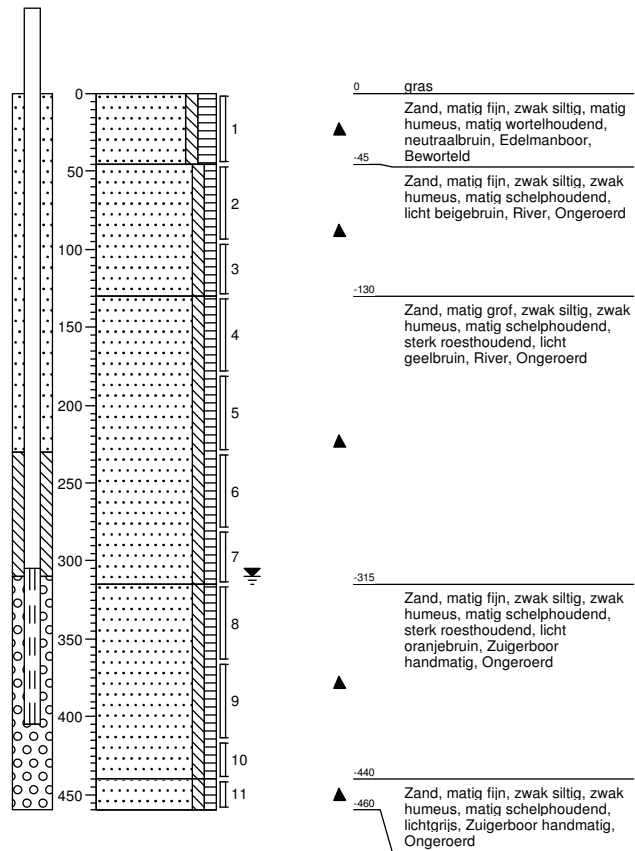 0
50
100
150
200
250
300
350
400
450
1
2
3
4
5
6
7
8
9
10
11
0 gras
Zand, matig fijn, zwak siltig, matig
humeus, matig wortelhoudend,
neutraalbruin, Edelmanboor,
Beworteld
-45
Zand, matig fijn, zwak siltig, zwak
humeus, matig schelphoudend,
licht beigebruin, River, Ongeroerd
-130
Zand, matig grof, zwak siltig, zwak
humeus, matig schelphoudend,
sterk roesthoudend, licht
geelbruin, River, Ongeroerd
-315
Zand, matig fijn, zwak siltig, zwak
humeus, matig schelphoudend,
sterk roesthoudend, licht
oranjebruin, Zuigerboor
handmatig, Ongeroerd
-440
Zand, matig fijn, zwak siltig, zwak
humeus, matig schelphoudend,
lichtgrijs, Zuigerboor handmatig,
Ongeroerd
-460